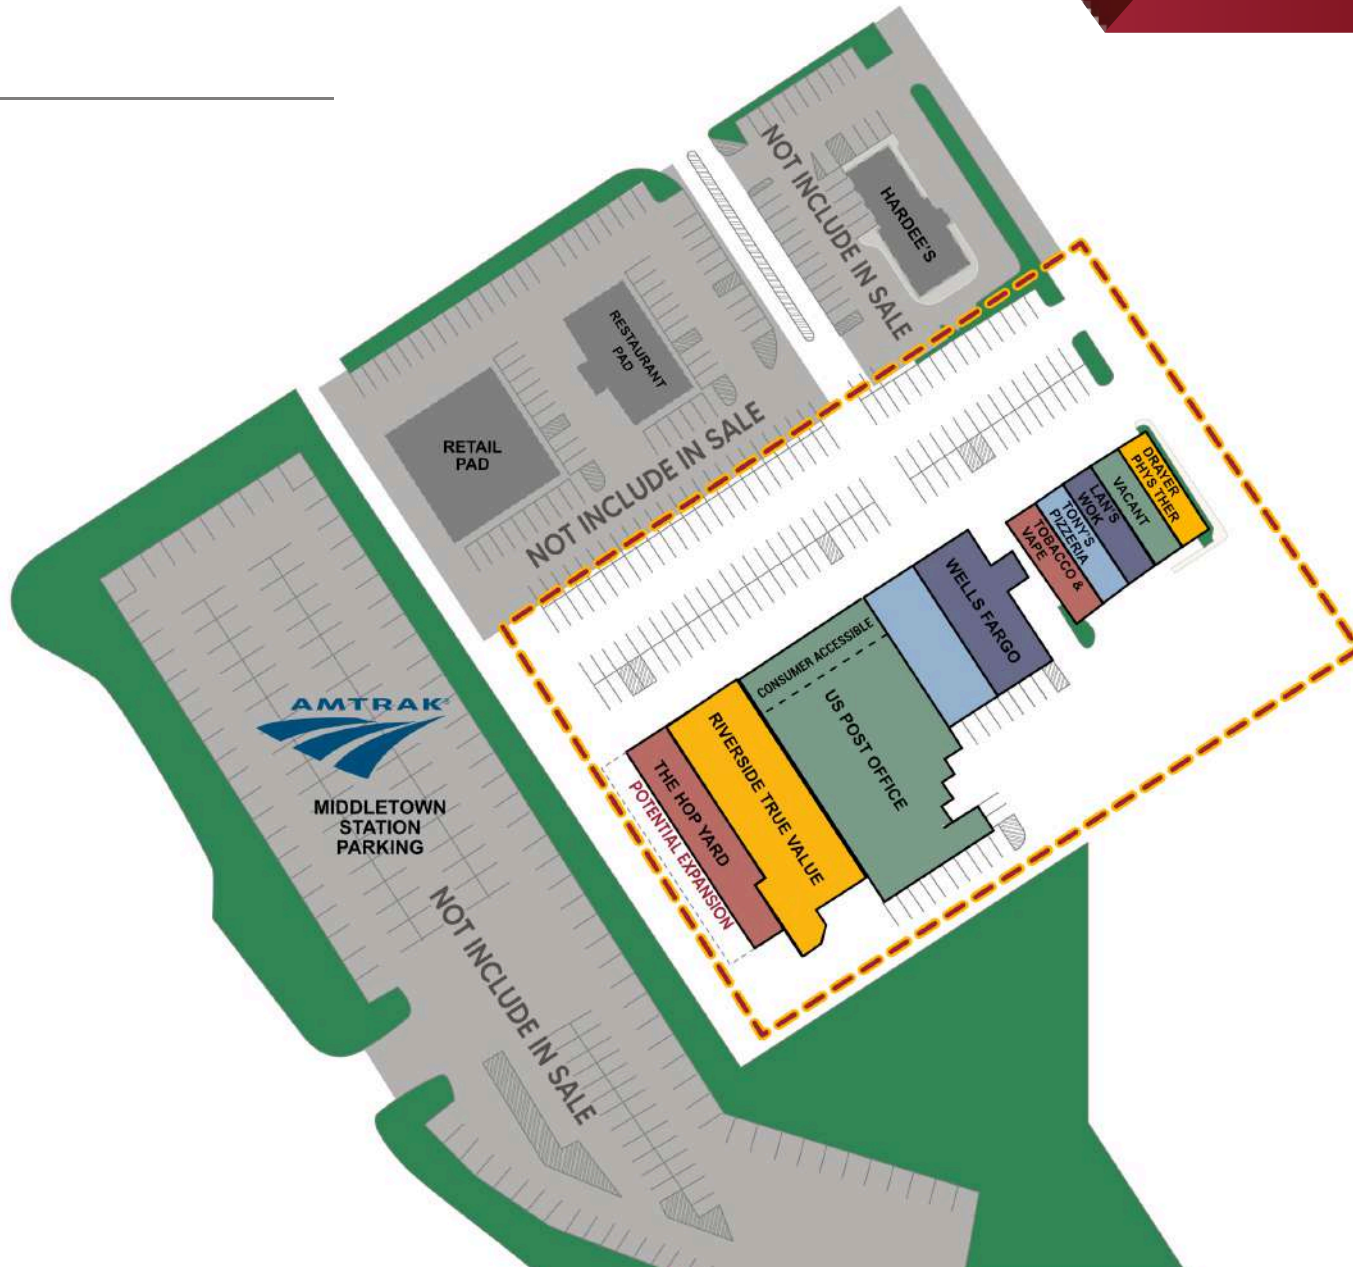 NOT INCLUDE IN SALE
HARDEE'S
RESTAURANT
PAD
RETAIL
PAD
NOT INCLUDE IN SALE
DRAYER
PHYS THER
VACANT
LAN'S
WOK
TONY'S
PIZZERIA
TOBACCO &
VAPE
WELLS FARGO
CONSUMER ACCESSIBLE
US POST OFFICE
RIVERSIDE TRUE VALUE
THE HOP YARD
POTENTIAL EXPANSION
AMTRAK®
MIDDLETOWN
STATION
PARKING
NOT INCLUDE IN SALE